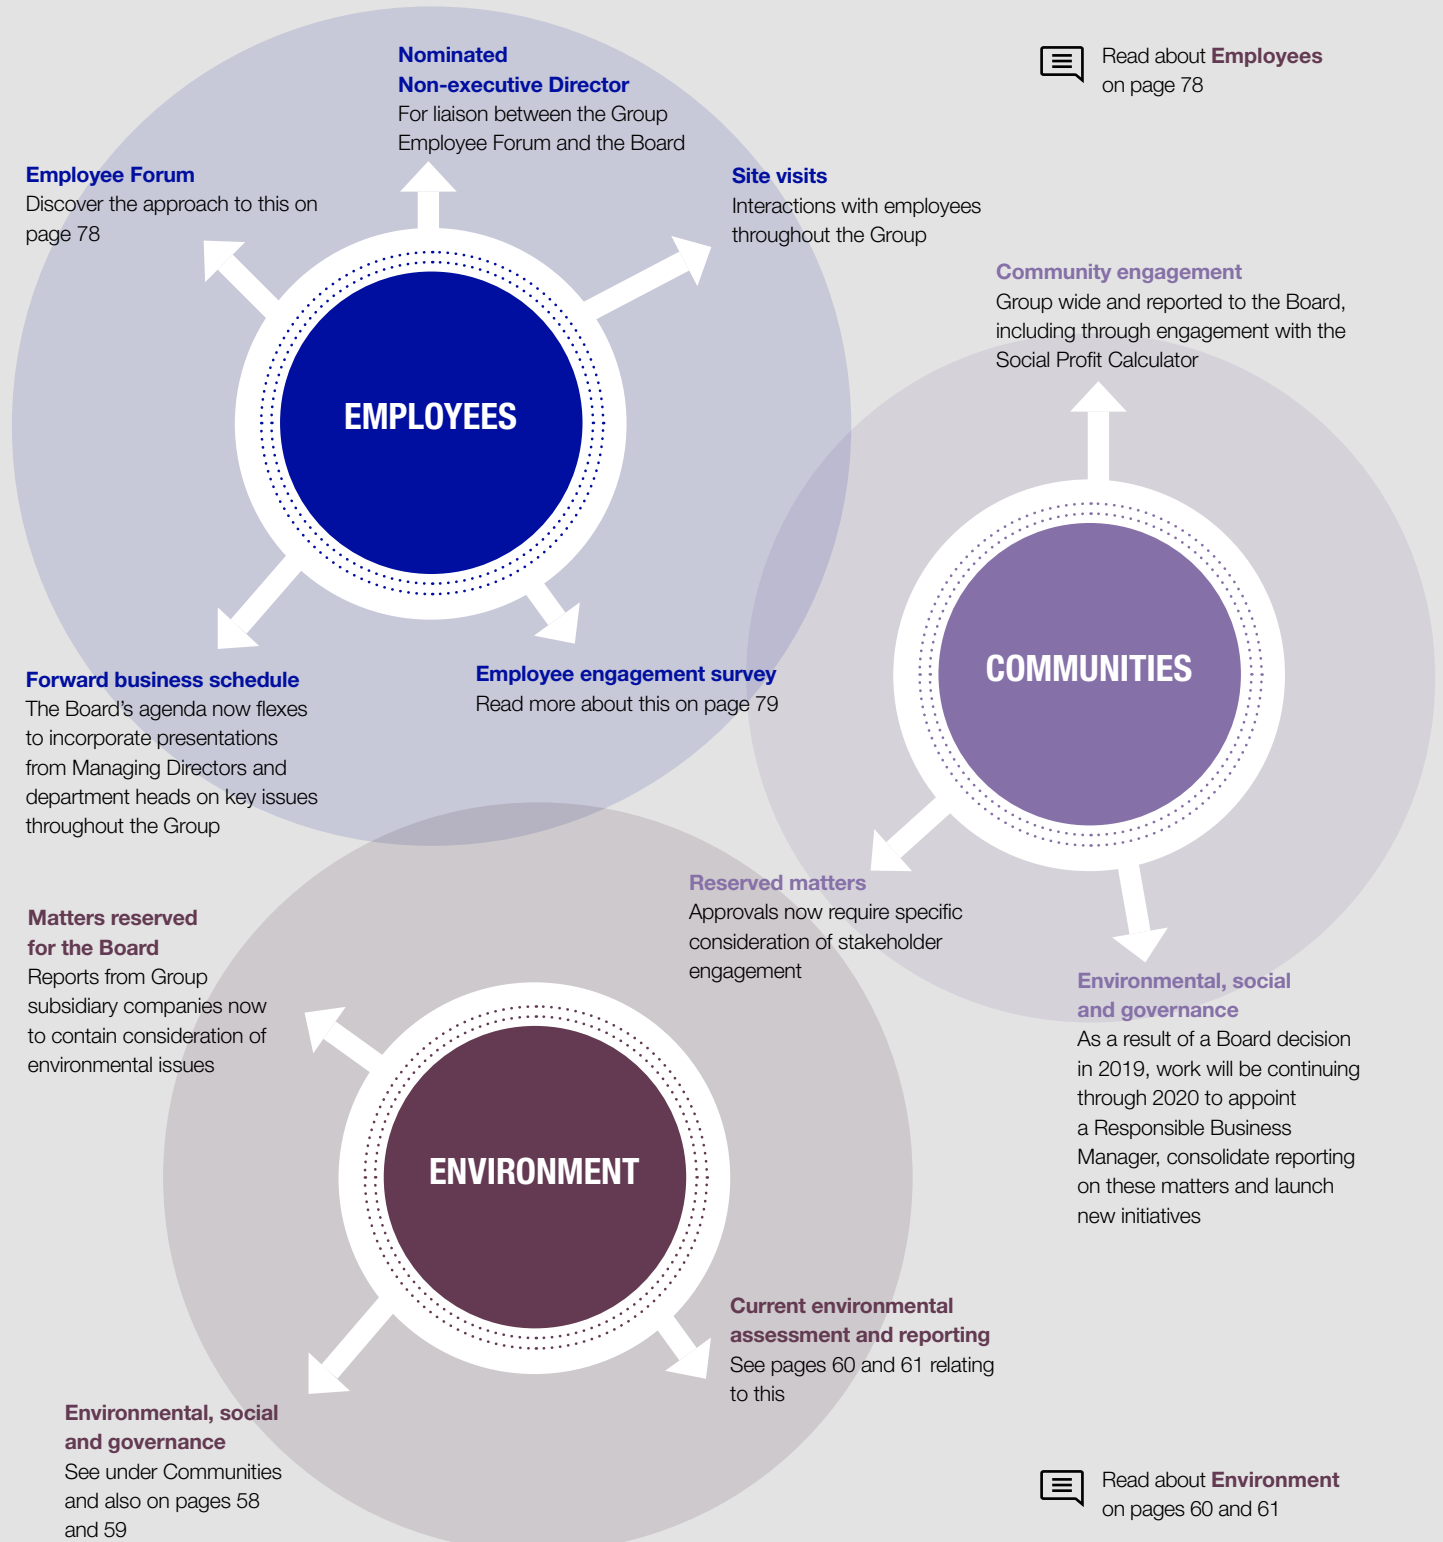 Nominated
Non-executive Director
For liaison between the Group
Employee Forum and the Board
Read about Employees
on page 78
Employee Forum
Discover the approach to this on
page 78
Site visits
Interactions with employees
throughout the Group
EMPLOYEES
Forward business schedule
The Board's agenda now flexes
to incorporate presentations
from Managing Directors and
department heads on key issues
throughout the Group
Employee engagement survey
Read more about this on page 79
Community engagement
Group wide and reported to the Board,
including through engagement with the
Social Profit Calculator
COMMUNITIES
Reserved matters
Approvals now require specific
consideration of stakeholder
engagement
Environmental, social
and governance
As a result of a Board decision
in 2019, work will be continuing
through 2020 to appoint
a Responsible Business
Manager, consolidate reporting
on these matters and launch
new initiatives
Matters reserved
for the Board
Reports from Group
subsidiary companies now
to contain consideration of
environmental issues
ENVIRONMENT
Current environmental
assessment and reporting
See pages 60 and 61 relating
to this
Environmental, social
and governance
See under Communities
and also on pages 58
and 59
Read about Environment
on pages 60 and 61